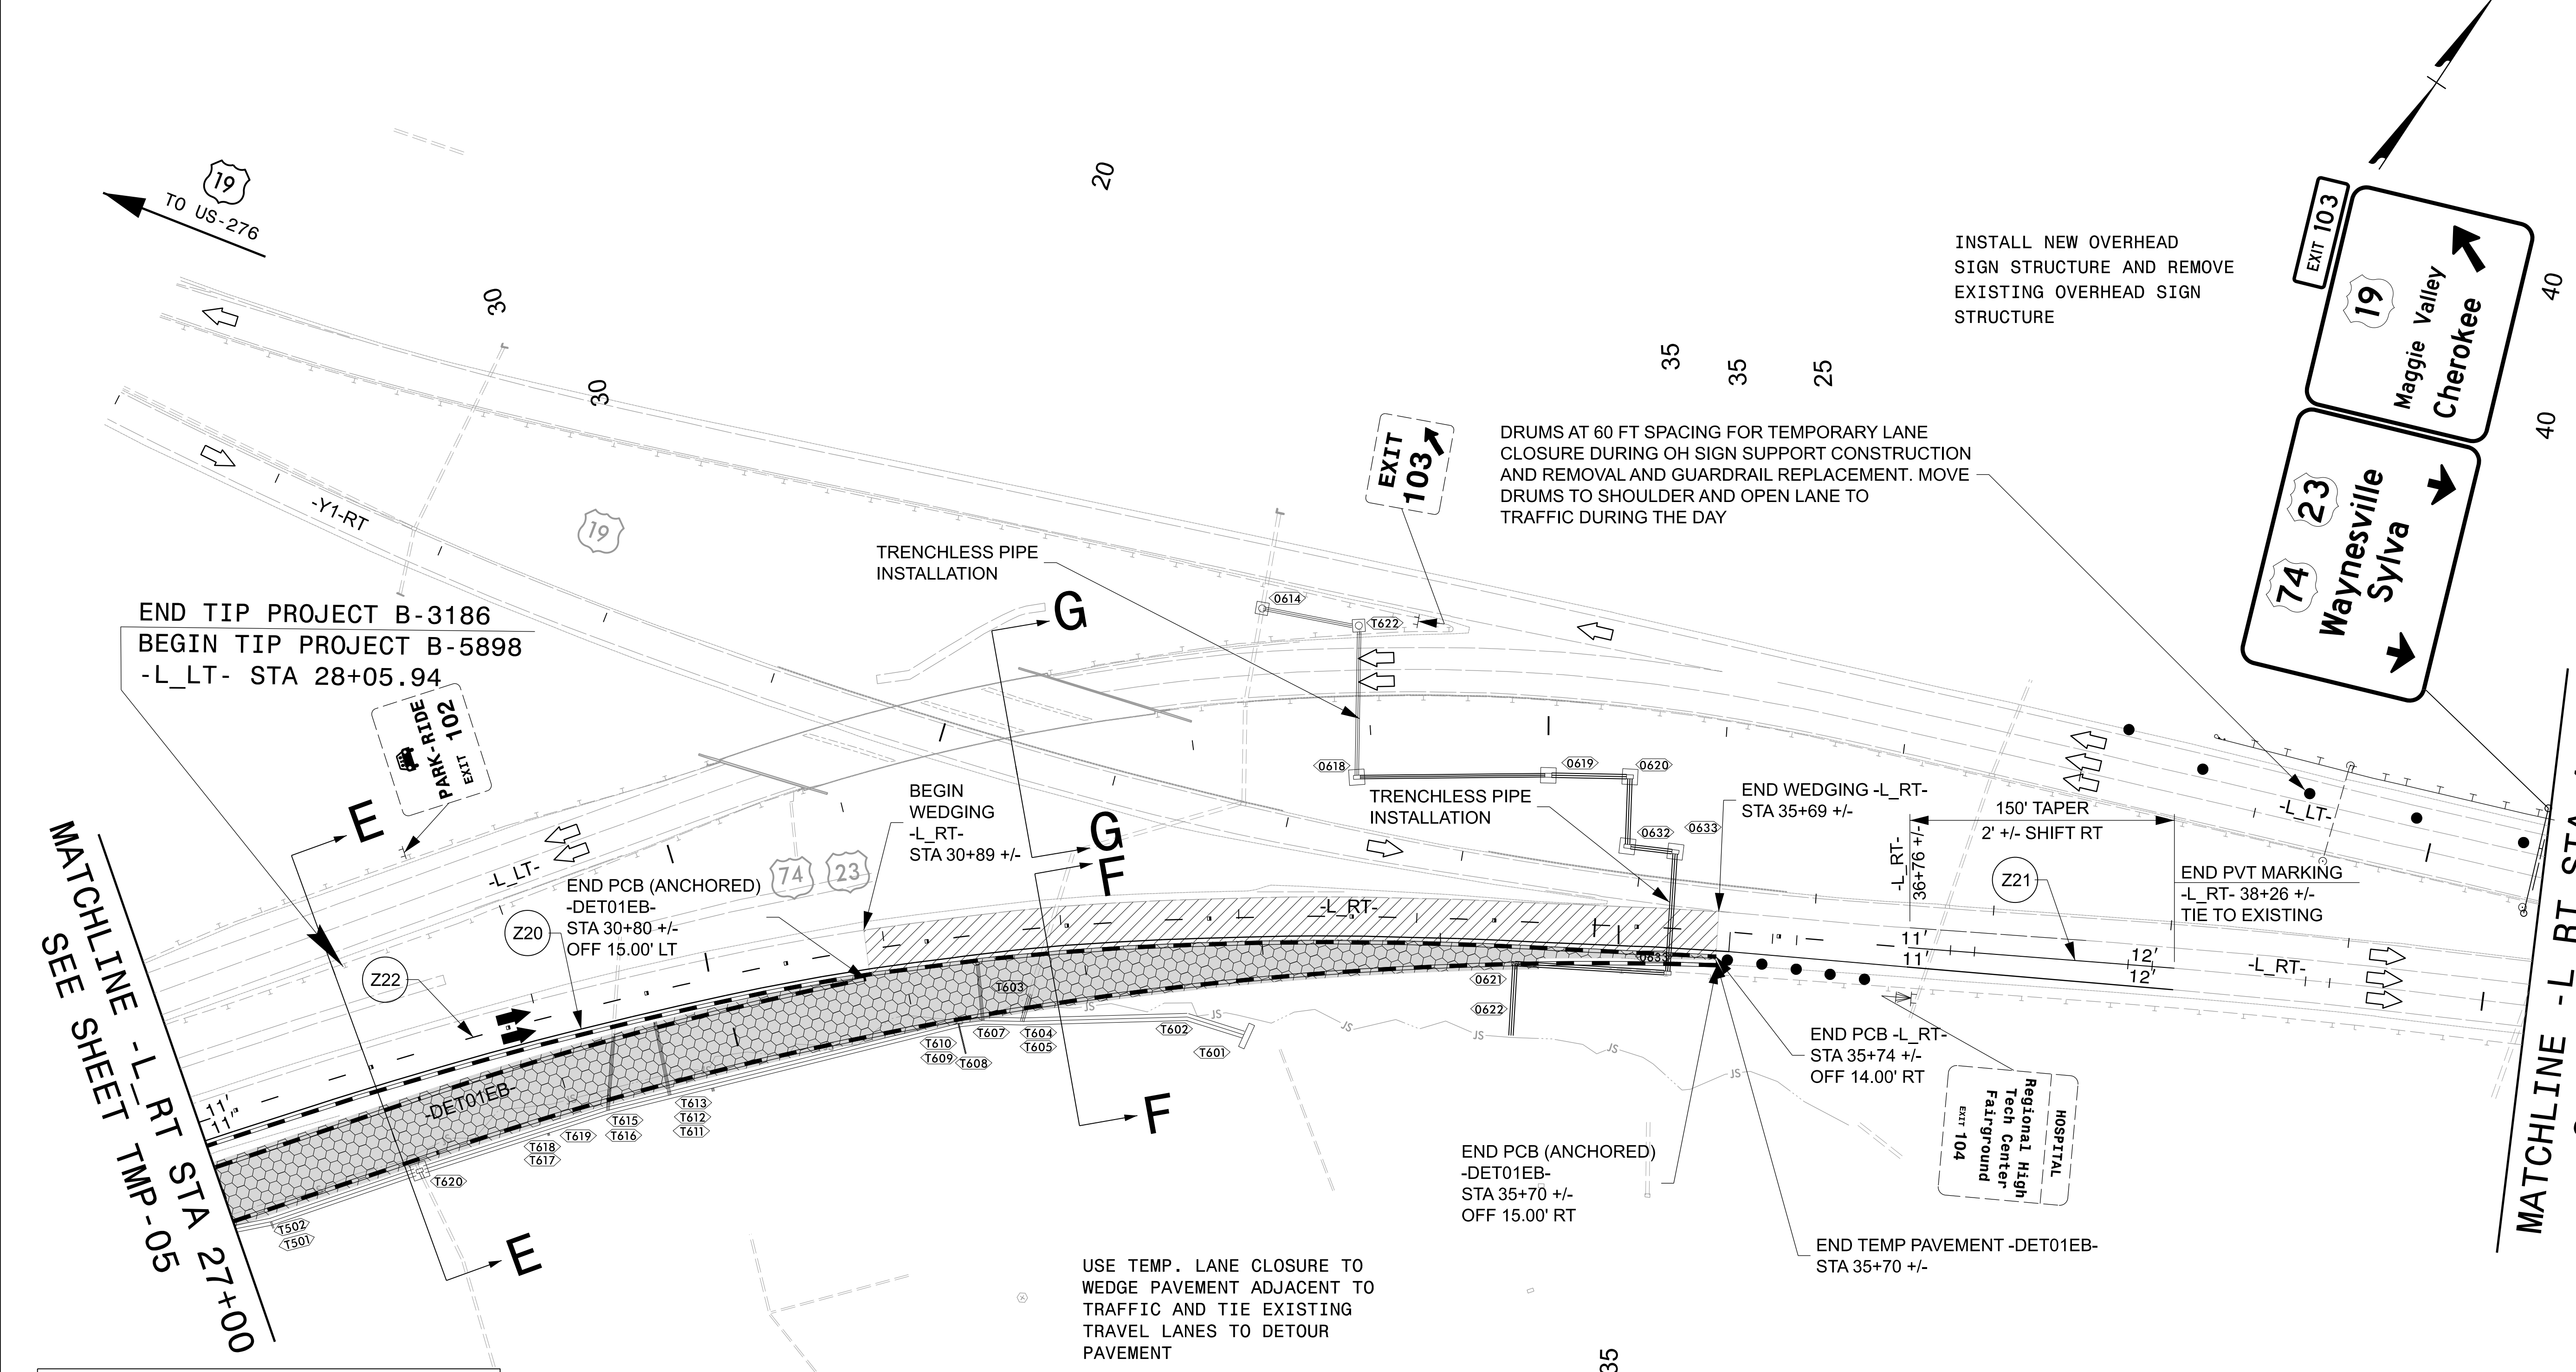 19
TO US-276
20
30
30
INSTALL NEW OVERHEAD
SIGN STRUCTURE AND REMOVE
EXISTING OVERHEAD SIGN
STRUCTURE
EXIT 103
19
Maggie Valley
Cherokee
40
40
35
35
25
74 23
Waynesville
Sylva
EXIT
103
DRUMS AT 60 FT SPACING FOR TEMPORARY LANE
CLOSURE DURING OH SIGN SUPPORT CONSTRUCTION
AND REMOVAL AND GUARDRAIL REPLACEMENT. MOVE
DRUMS TO SHOULDER AND OPEN LANE TO
TRAFFIC DURING THE DAY
-Y1-RT
19
TRENCHLESS PIPE
INSTALLATION
END TIP PROJECT B-3186
BEGIN TIP PROJECT B-5898
-L_LT- STA 28+05.94
PARK-RIDE
EXIT 102
G
G
0614
T622
0618
0619
0620
0632
0633
TRENCHLESS PIPE
INSTALLATION
END WEDGING -L_RT-
STA 35+69 +/-
150' TAPER
2' +/- SHIFT RT
-L_RT-
36+76 +/-
Z21
END PVT MARKING
-L_RT- 38+26 +/-
TIE TO EXISTING
-L_LT-
BEGIN
WEDGING
-L_RT-
STA 30+89 +/-
E
E
F
F
-L_LT-
74 23
END PCB (ANCHORED)
-DET01EB-
STA 30+80 +/-
OFF 15.00' LT
Z20
Z22
-L_RT-
0633
11'
11'
12'
12'
-L_RT-
MATCHLINE -L_RT STA 27+00
SEE SHEET TMP-05
11'
11'
-DET01EB-
T603
T607
T604
T605
T602
T601
T610
T609
T608
T613
T612
T611
T615
T616
T619
T618
T617
T620
T502
T501
0621
0622
JS
JS
JS
JS
JS
JS
END PCB -L_RT-
STA 35+74 +/-
OFF 14.00' RT
HOSPITAL
Regional High
Tech Center
Fairground
EXIT 104
END PCB (ANCHORED)
-DET01EB-
STA 35+70 +/-
OFF 15.00' RT
END TEMP PAVEMENT -DET01EB-
STA 35+70 +/-
USE TEMP. LANE CLOSURE TO
WEDGE PAVEMENT ADJACENT TO
TRAFFIC AND TIE EXISTING
TRAVEL LANES TO DETOUR
PAVEMENT
35
MATCHLINE -L_RT STA